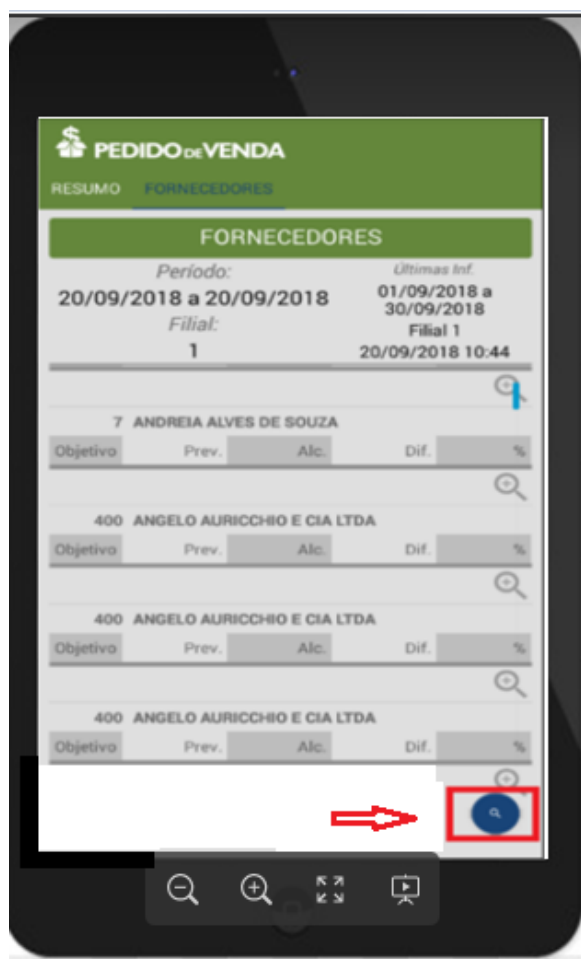 PEDIDO DE VENDA
RESUMO FORNECEDORES
FORNECEDORES
Período: Últimas Inf.
20/09/2018 a 20/09/2018 01/09/2018 a
30/09/2018
Filial: Filial 1
1 20/09/2018 10:44
7 ANDREIA ALVES DE SOUZA
Objetivo Prev. Alc. Dif. %
400 ANGELO AURICCHIO E CIA LTDA
Objetivo Prev. Alc. Dif. %
400 ANGELO AURICCHIO E CIA LTDA
Objetivo Prev. Alc. Dif. %
400 ANGELO AURICCHIO E CIA LTDA
Objetivo Prev. Alc. Dif. %